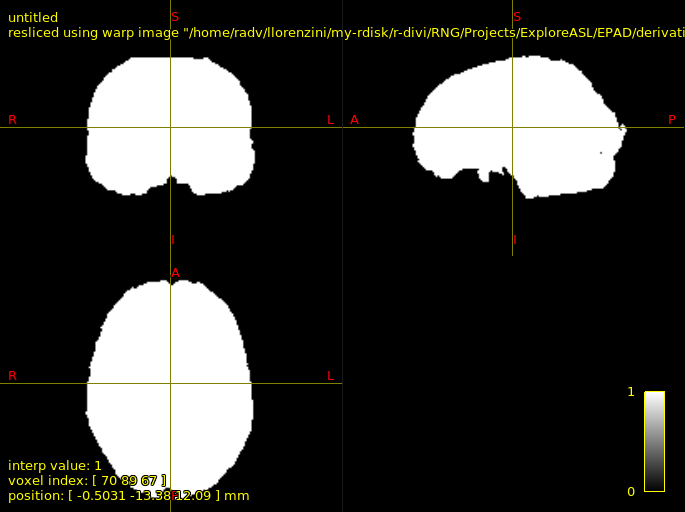 untitled
resliced using warp image "/home/radv/llorenzini/my-rdisk/r-divi/RNG/Projects/ExploreASL/EPAD/derivati
S
S
R
L
A
P
I
I
A
R
L
1
0
interp value: 1
voxel index: [ 70 89 67 ]
position: [ -0.5031 -13.38 12.09 ] mm
P